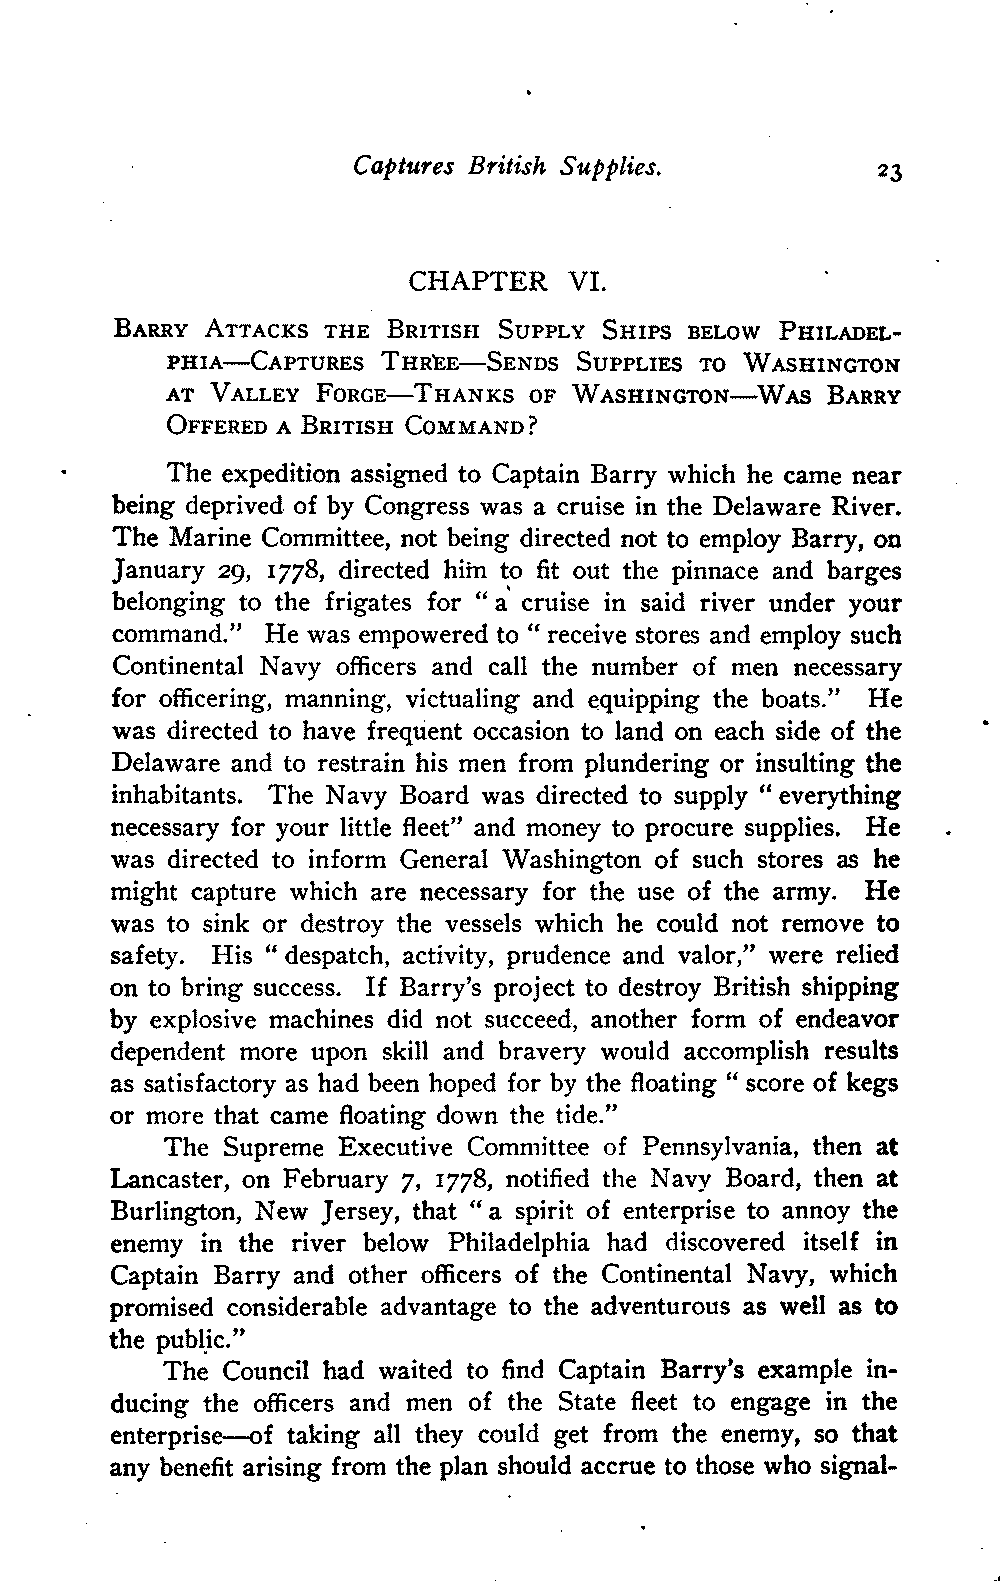 Captures British Supplies. 23
CHAPTER VI.
BARRY ATTACKS THE BRITISH SUPPLY SHIPS BELOW PHILADEL-
PHIA—CAPTURES THREE—SENDS SUPPLIES TO WASHINGTON
AT VALLEY FORGE—THANKS OF WASHINGTON—WAS BARRY
OFFERED A BRITISH COMMAND?
The expedition assigned to Captain Barry which he came near
being deprived of by Congress was a cruise in the Delaware River.
The Marine Committee, not being directed not to employ Barry, on
January 29, 1778, directed him to fit out the pinnace and barges
belonging to the frigates for " a cruise in said river under your
command." He was empowered to " receive stores and employ such
Continental Navy officers and call the number of men necessary
for officering, manning, victualing and equipping the boats." He
was directed to have frequent occasion to land on each side of the
Delaware and to restrain his men from plundering or insulting the
inhabitants. The Navy Board was directed to supply " everything
necessary for your little fleet" and money to procure supplies. He
was directed to inform General Washington of such stores as he
might capture which are necessary for the use of the army. He
was to sink or destroy the vessels which he could not remove to
safety. His " despatch, activity, prudence and valor," were relied
on to bring success. If Barry's project to destroy British shipping
by explosive machines did not succeed, another form of endeavor
dependent more upon skill and bravery would accomplish results
as satisfactory as had been hoped for by the floating " score of kegs
or more that came floating down the tide."
The Supreme Executive Committee of Pennsylvania, then at
Lancaster, on February 7, 1778, notified the Navy Board, then at
Burlington, New Jersey, that " a spirit of enterprise to annoy the
enemy in the river below Philadelphia had discovered itself in
Captain Barry and other officers of the Continental Navy, which
promised considerable advantage to the adventurous as well as to
the public."
The Council had waited to find Captain Barry's example in-
ducing the officers and men of the State fleet to engage in the
enterprise—of taking all they could get from the enemy, so that
any benefit arising from the plan should accrue to those who signal-